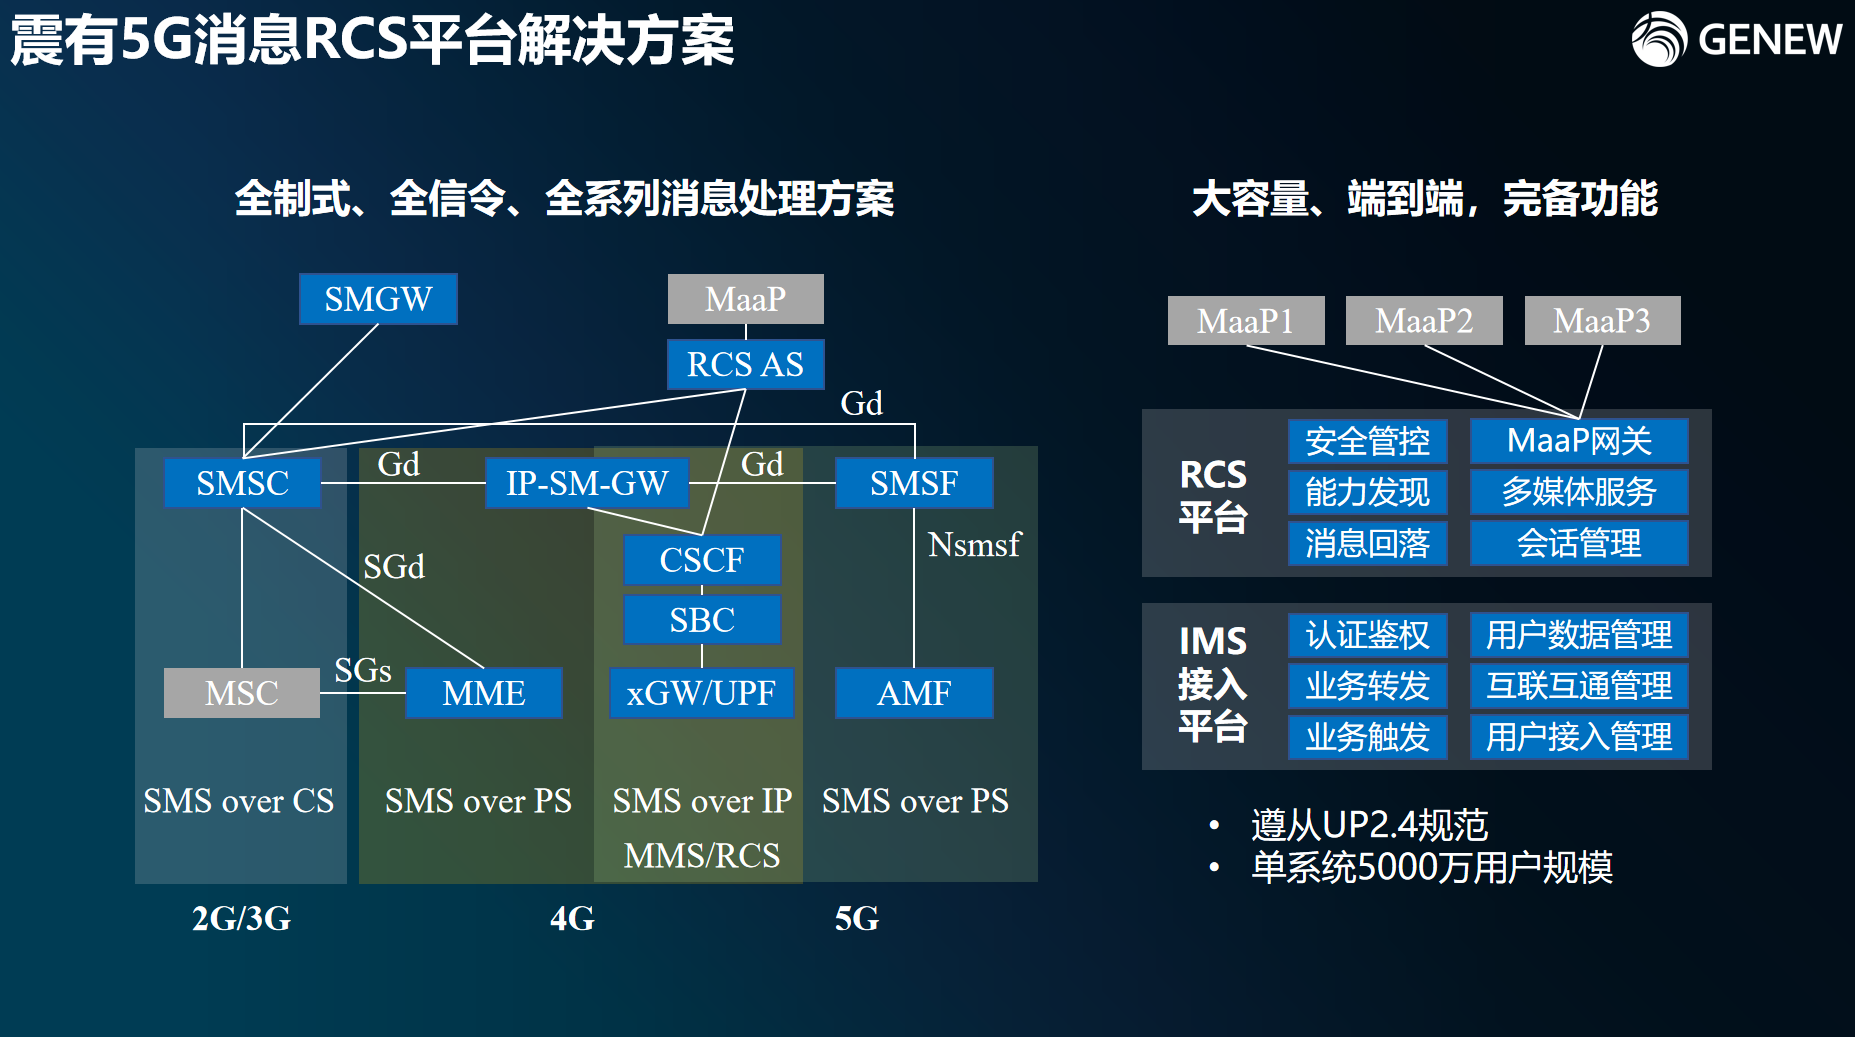 震有5G消息RCS平台解决方案
GENEW
全制式、全信令、全系列消息处理方案
SMGW
MaaP
RCS AS
Gd
SMSC
Gd
IP-SM-GW
Gd
SMSF
Nsmsf
SGd
CSCF
SBC
MSC
SGs
MME
xGW/UPF
AMF
SMS over CS
SMS over PS
SMS over IP
SMS over PS
MMS/RCS
2G/3G
4G
5G
大容量、端到端，完备功能
MaaP1
MaaP2
MaaP3
RCS
平台
安全管控
MaaP网关
能力发现
多媒体服务
消息回落
会话管理
IMS
接入
平台
认证鉴权
用户数据管理
业务转发
互联互通管理
业务触发
用户接入管理
• 遵从UP2.4规范
• 单系统5000万用户规模